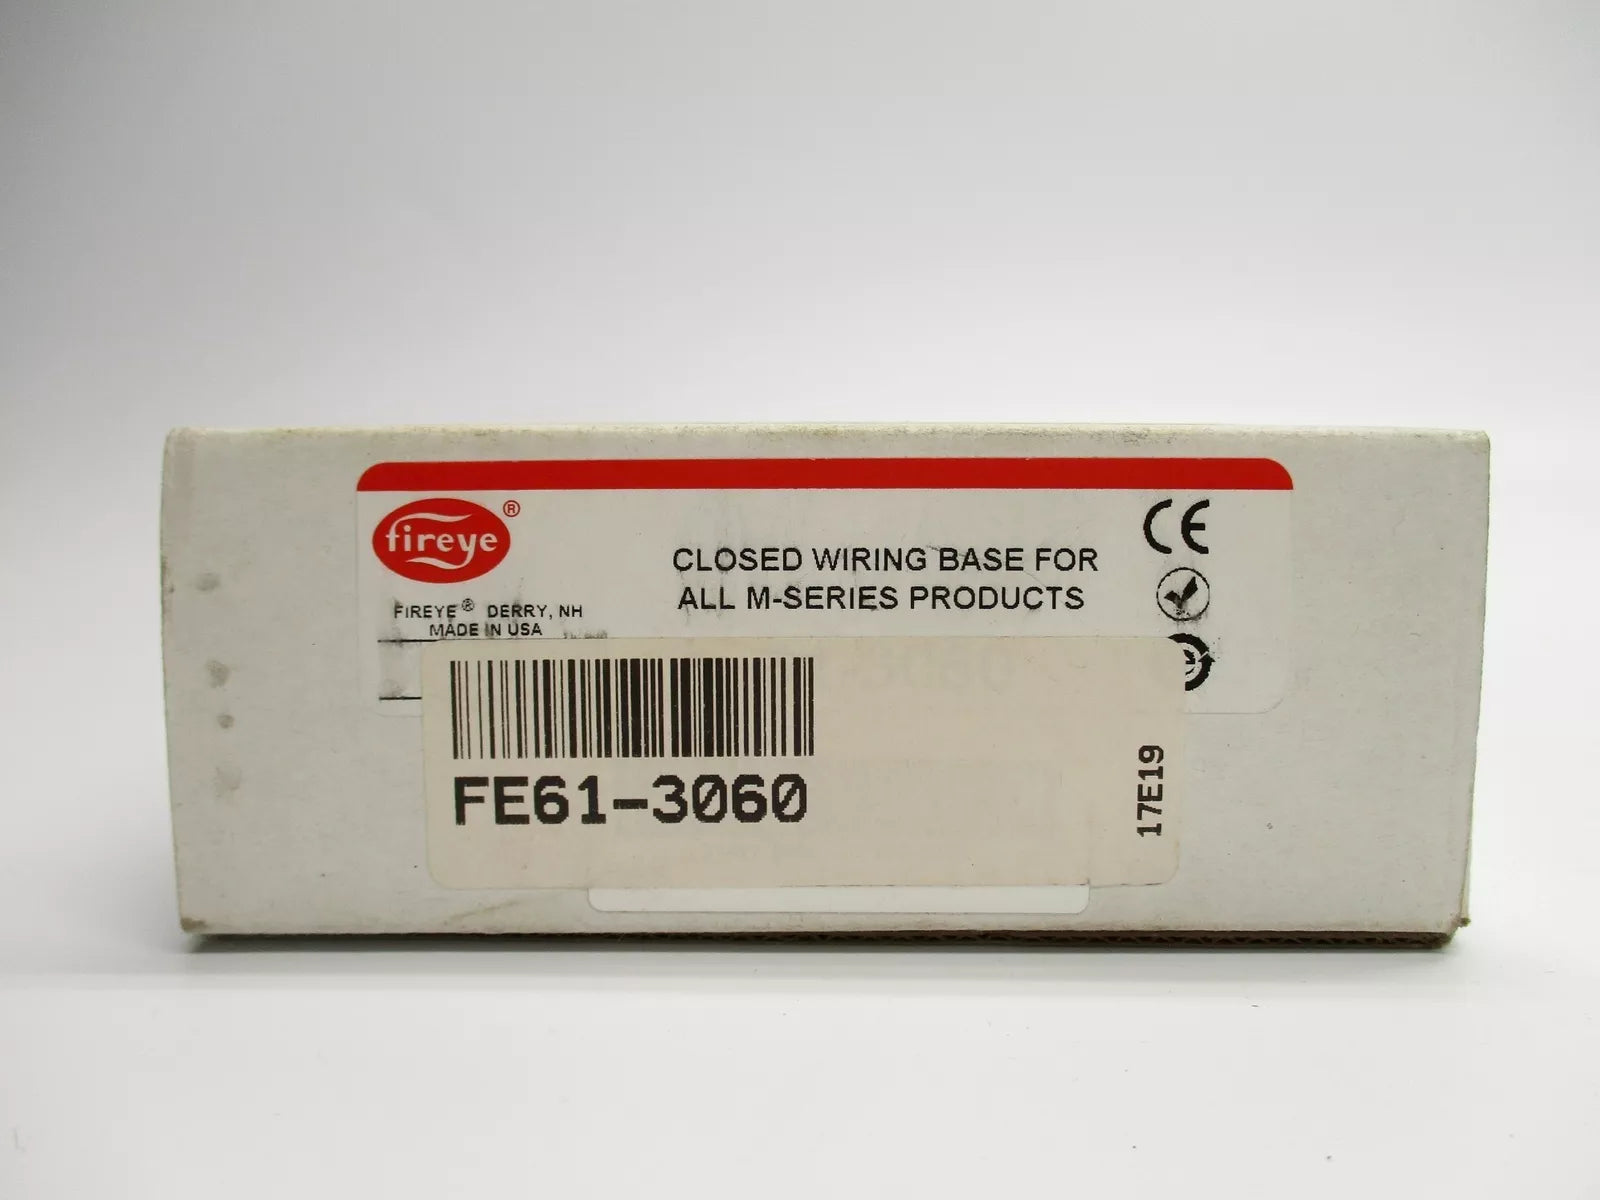 fireye®
CLOSED WIRING BASE FOR
ALL M-SERIES PRODUCTS
CE
FIREYE® DERRY, NH
MADE IN USA
FE61-3060
17E19